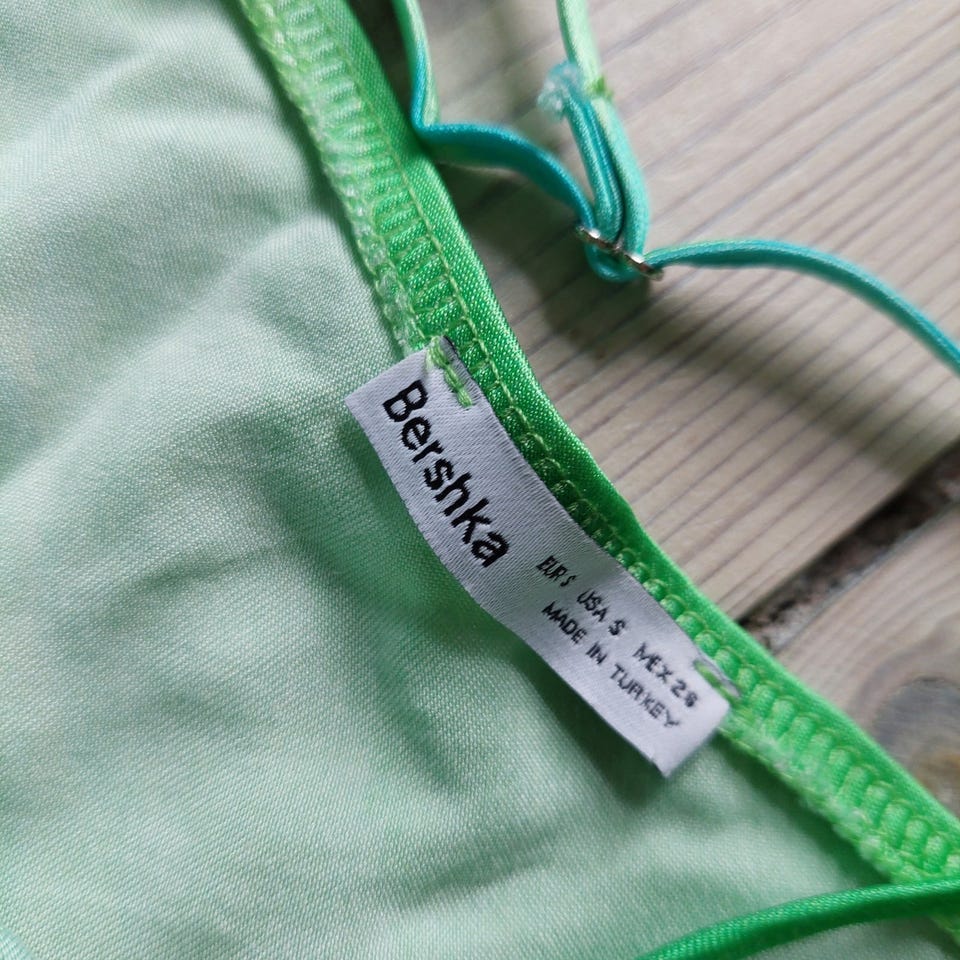 Bershka
EUR S USA S MEX 26
MADE IN TURKEY